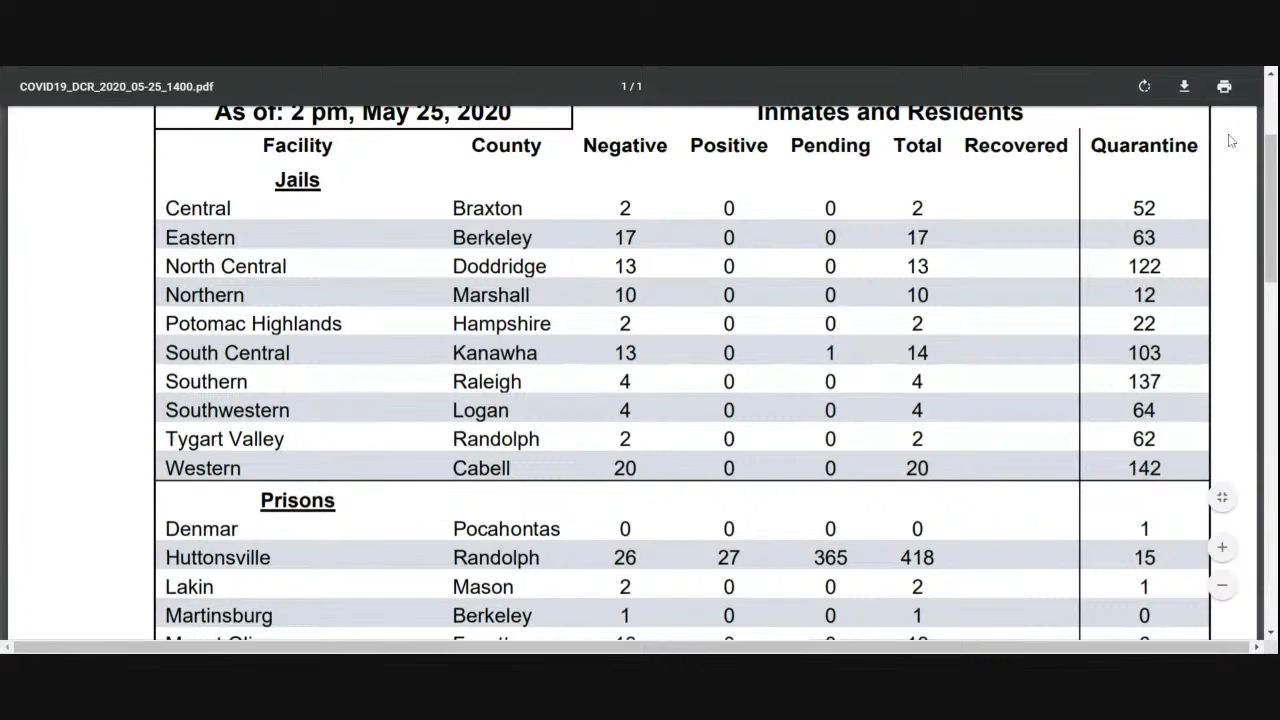 COVID19_DCR_2020_05-25_1400.pdf 1 / 1
As of: 2 pm, May 25, 2020 Inmates and Residents
Facility County Negative Positive Pending Total Recovered Quarantine
Jails
Central Braxton 2 0 0 2 52
Eastern Berkeley 17 0 0 17 63
North Central Doddridge 13 0 0 13 122
Northern Marshall 10 0 0 10 12
Potomac Highlands Hampshire 2 0 0 2 22
South Central Kanawha 13 0 1 14 103
Southern Raleigh 4 0 0 4 137
Southwestern Logan 4 0 0 4 64
Tygart Valley Randolph 2 0 0 2 62
Western Cabell 20 0 0 20 142
Prisons
Denmar Pocahontas 0 0 0 0 1
Huttonsville Randolph 26 27 365 418 15
Lakin Mason 2 0 0 2 1
Martinsburg Berkeley 1 0 0 1 0